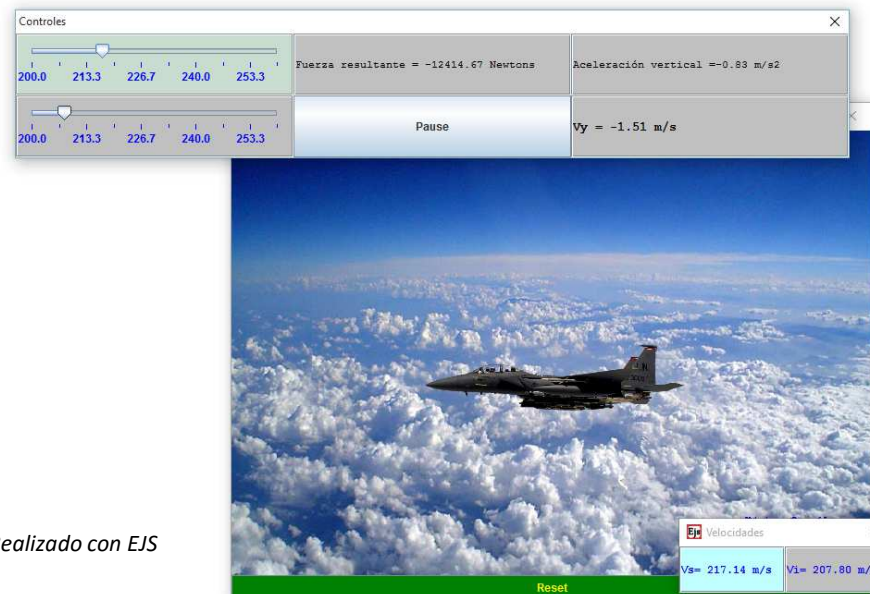 Controles
200.0 213.3 226.7 240.0 253.3
Fuerza resultante = -12414.67 Newtons
Aceleración vertical =-0.83 m/s2
200.0 213.3 226.7 240.0 253.3
Pause
Vy = -1.51 m/s
ealizado con EJS
Ejs Velocidades
Vs= 217.14 m/s
Vi= 207.80 m/
Reset